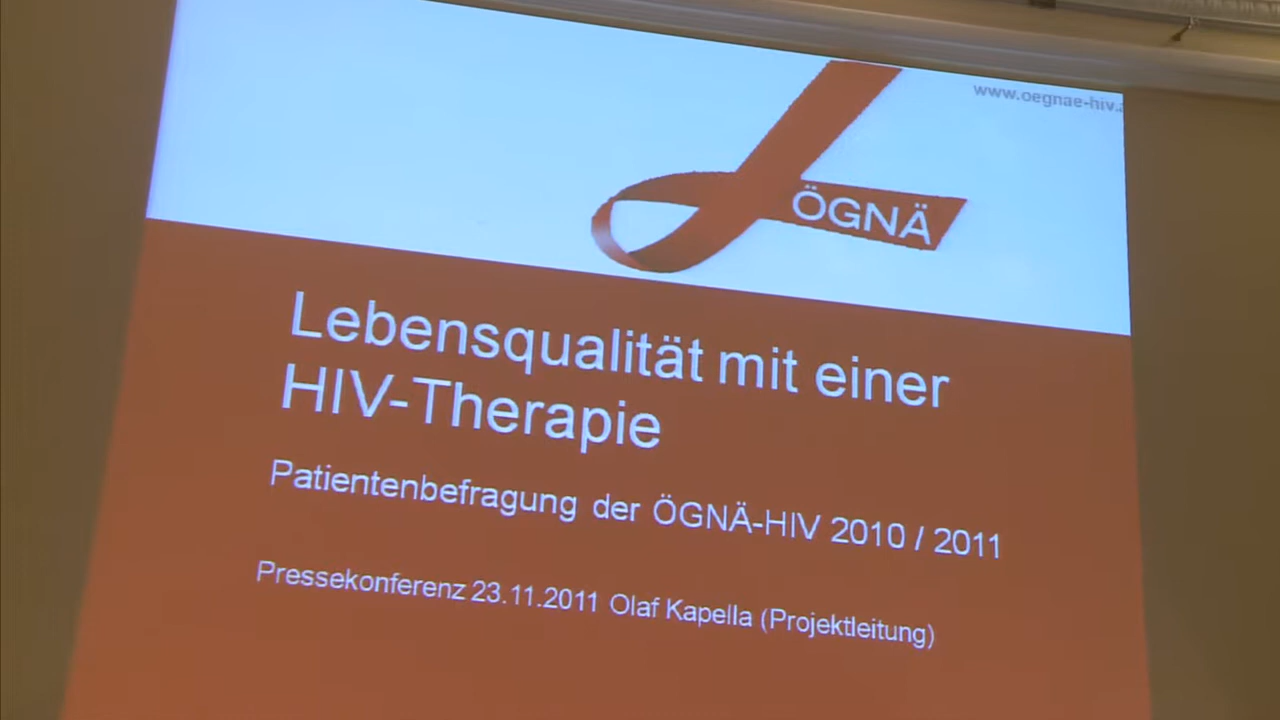 www.oegnae-hiv.
ÖGNÄ
Lebensqualität mit einer
HIV-Therapie
Patientenbefragung der ÖGNÄ-HIV 2010 / 2011
Pressekonferenz 23.11.2011 Olaf Kapella (Projektleitung)